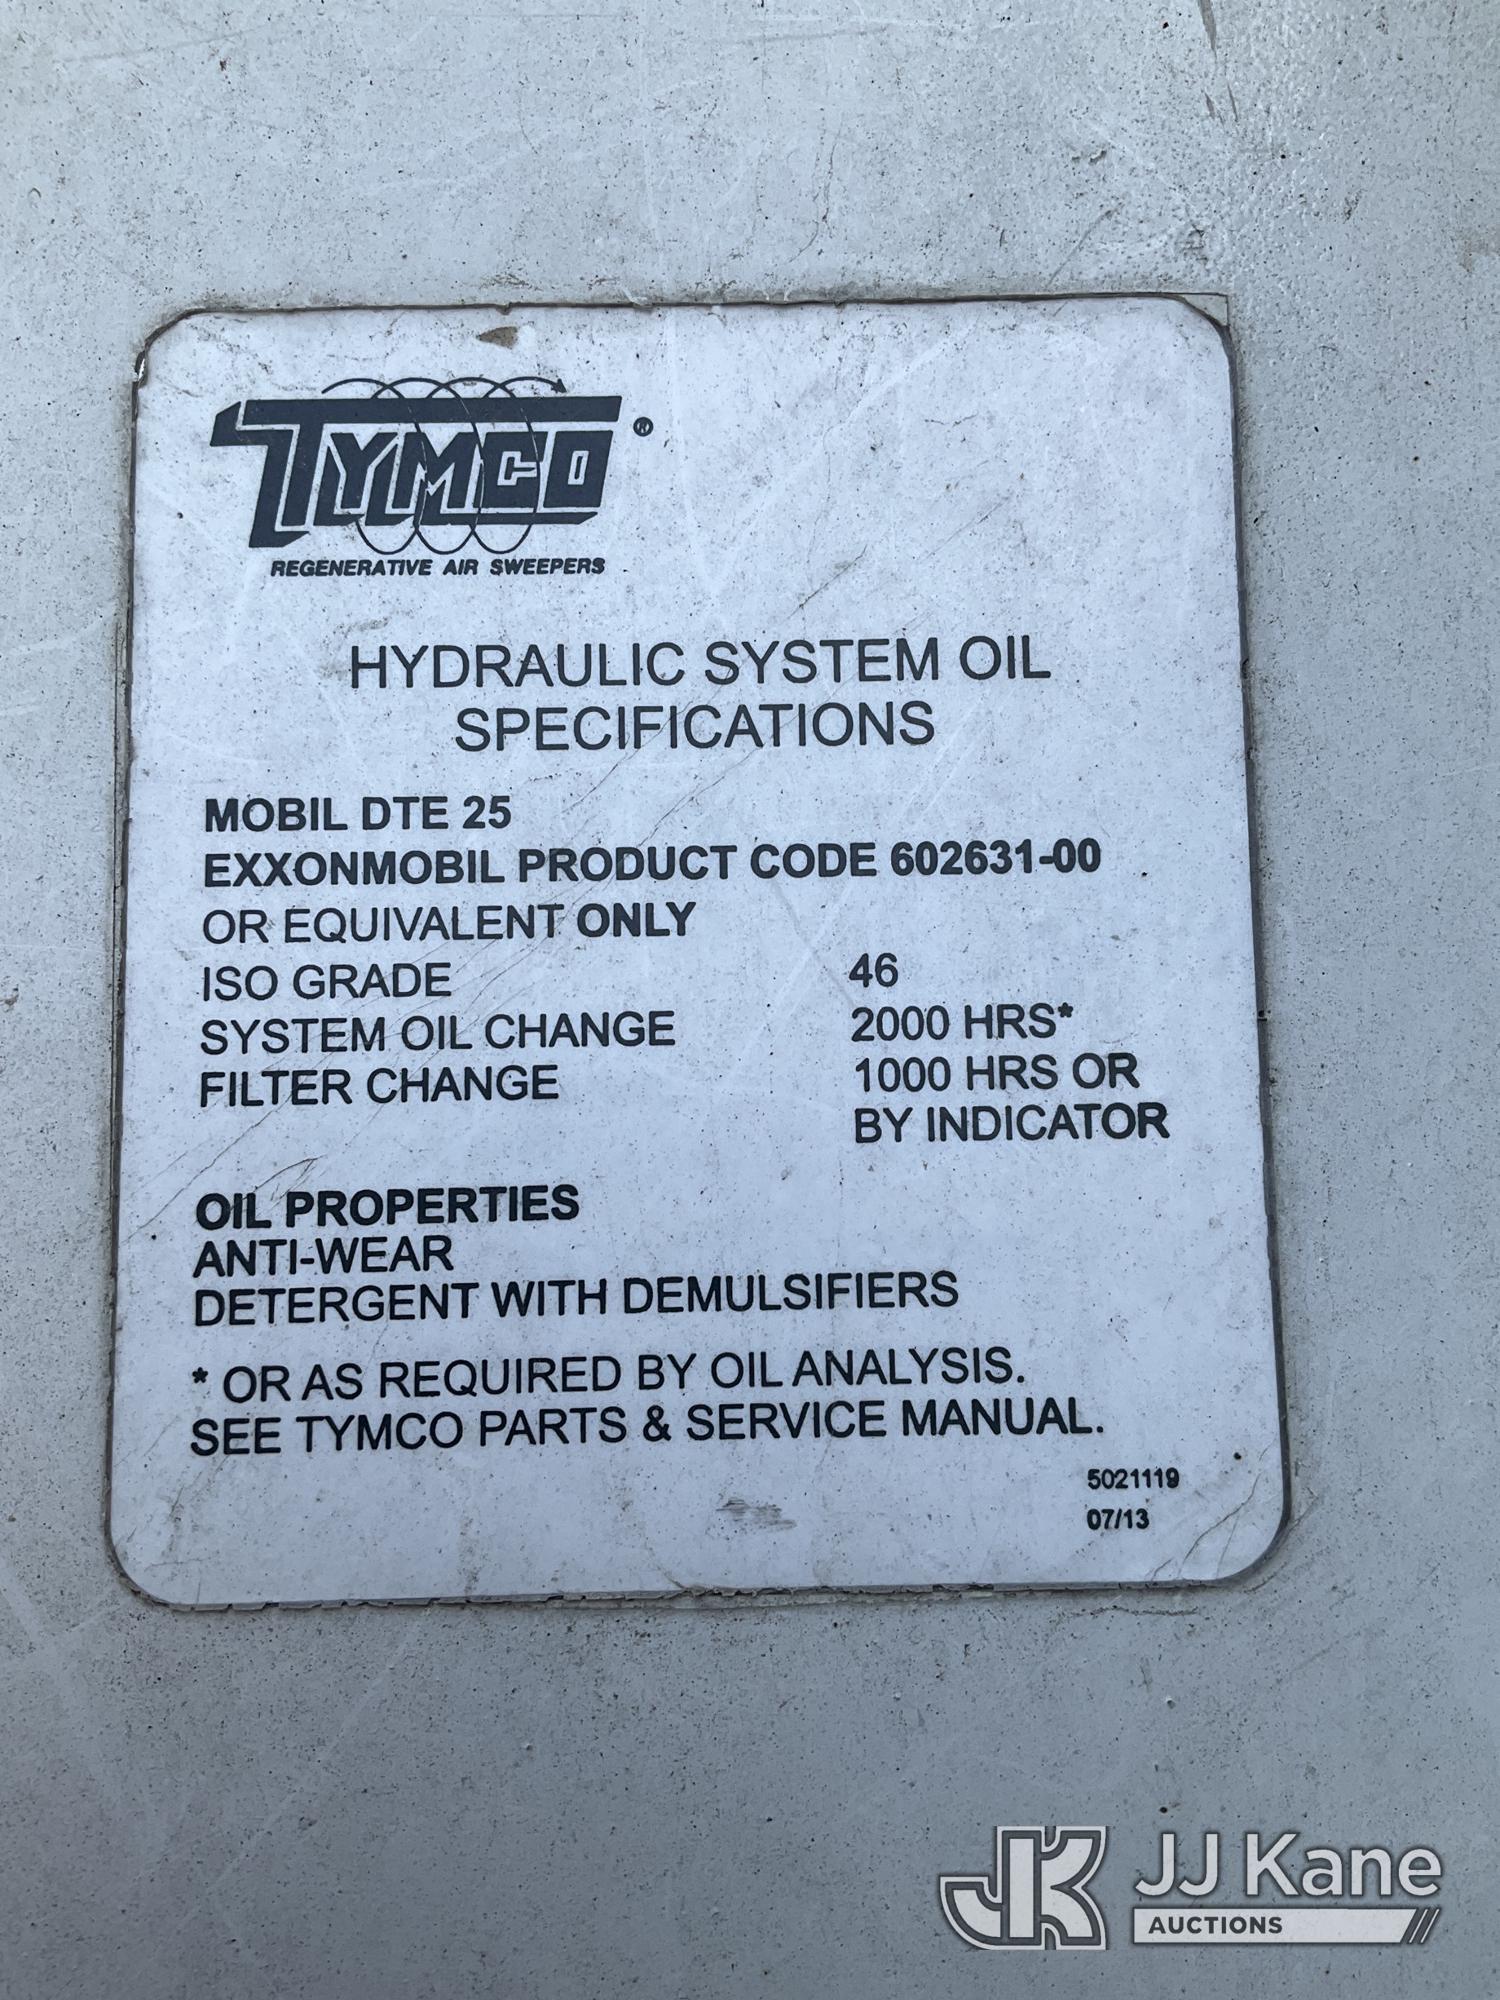 TYMCO®
REGENERATIVE AIR SWEEPERS
HYDRAULIC SYSTEM OIL
SPECIFICATIONS
MOBIL DTE 25
EXXONMOBIL PRODUCT CODE 602631-00
OR EQUIVALENT ONLY
ISO GRADE 46
SYSTEM OIL CHANGE 2000 HRS*
FILTER CHANGE 1000 HRS OR
BY INDICATOR
OIL PROPERTIES
ANTI-WEAR
DETERGENT WITH DEMULSIFIERS
* OR AS REQUIRED BY OIL ANALYSIS.
SEE TYMCO PARTS & SERVICE MANUAL.
5021119
07/13
JK JJ Kane
AUCTIONS